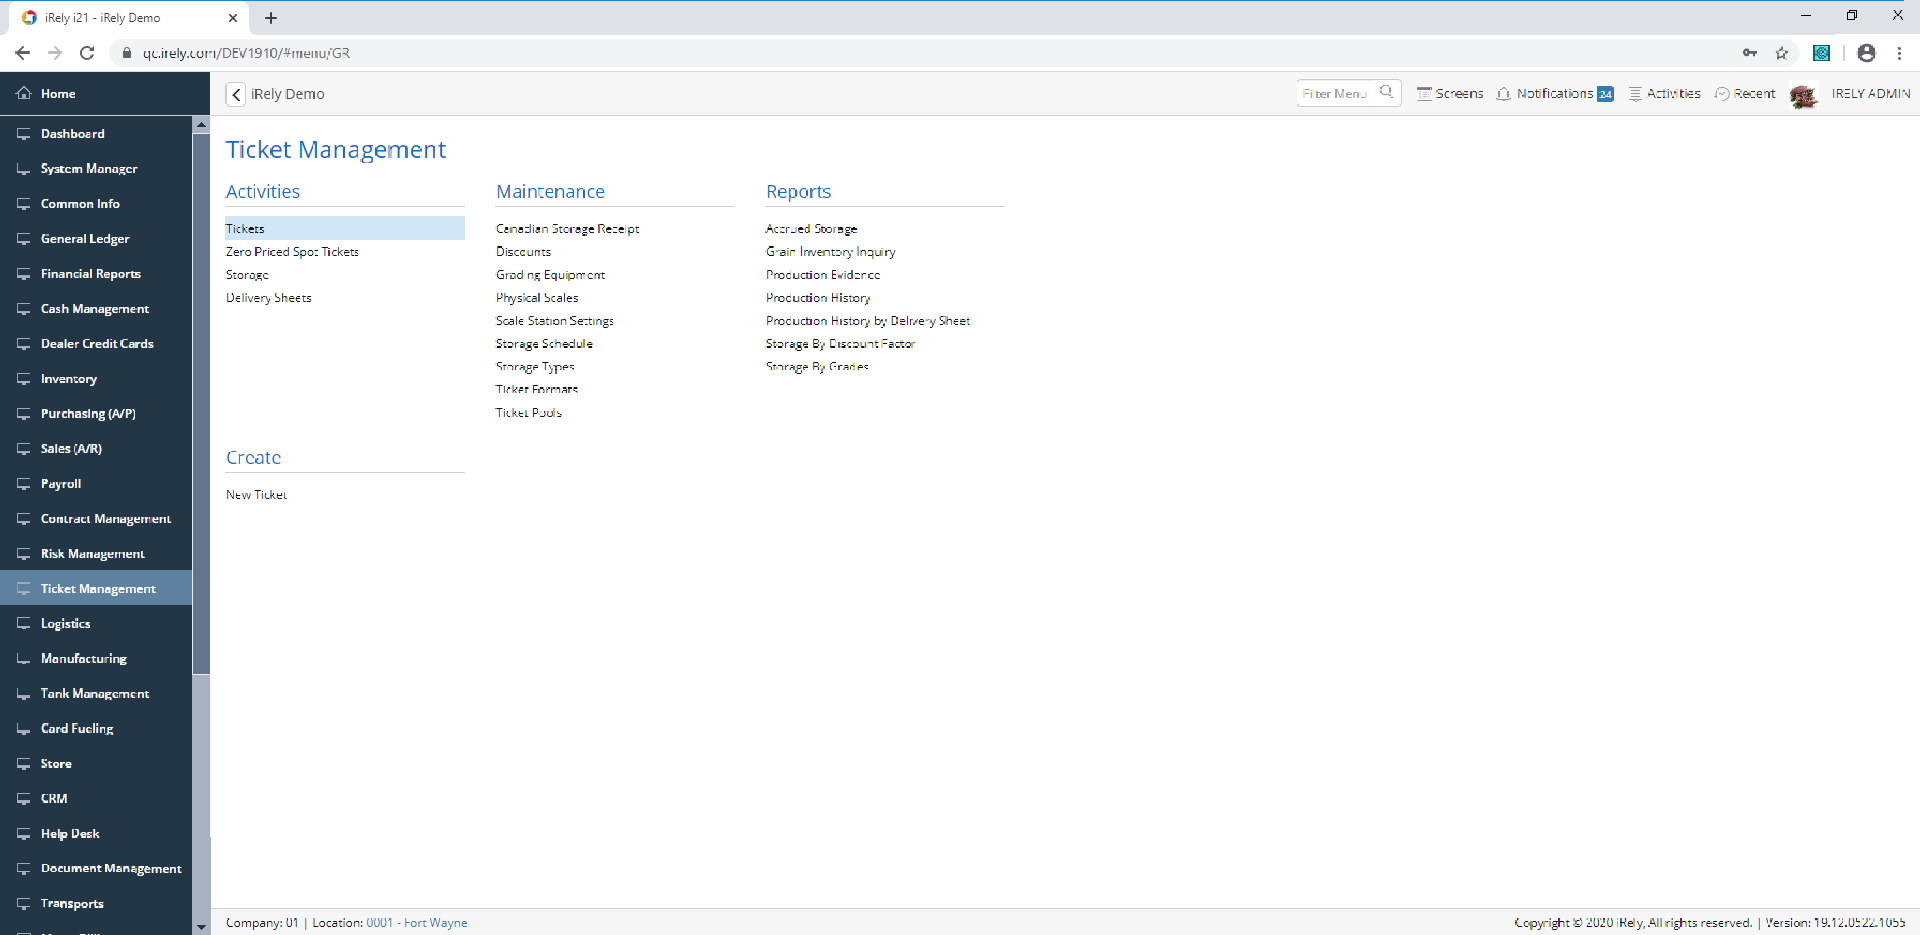 iRely i21 - iRely Demo
qc.irely.com/DEV1910/#menu/GR
Home
iRely Demo
Filter Menu
Screens
Notifications 24
Activities
Recent
IRELY ADMIN
Dashboard
System Manager
Common Info
General Ledger
Financial Reports
Cash Management
Dealer Credit Cards
Inventory
Purchasing (A/P)
Sales (A/R)
Payroll
Contract Management
Risk Management
Ticket Management
Logistics
Manufacturing
Tank Management
Card Fueling
Store
CRM
Help Desk
Document Management
Transports
Ticket Management
Activities
Tickets
Zero Priced Spot Tickets
Storage
Delivery Sheets
Maintenance
Canadian Storage Receipt
Discounts
Grading Equipment
Physical Scales
Scale Station Settings
Storage Schedule
Storage Types
Ticket Formats
Ticket Pools
Reports
Accrued Storage
Grain Inventory Inquiry
Production Evidence
Production History
Production History by Delivery Sheet
Storage By Discount Factor
Storage By Grades
Create
New Ticket
Company: 01 | Location: 0001 - Fort Wayne
Copyright © 2020 iRely, All rights reserved. | Version: 19.12.0522.1055